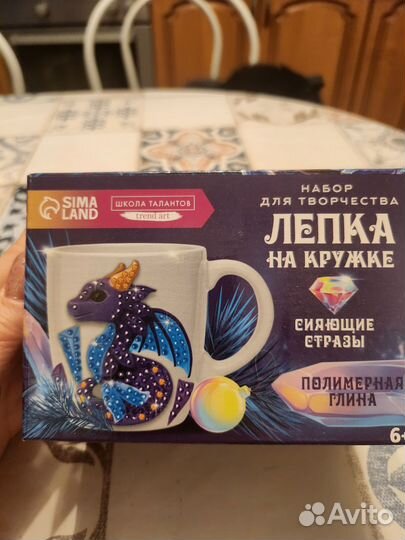 SIMA
LAND
ШКОЛА ТАЛАНТОВ
trend art
НАБОР
ДЛЯ ТВОРЧЕСТВА
ЛЕПКА
НА КРУЖКЕ
СИЯЮЩИЕ
СТРАЗЫ
ПОЛИМЕРНАЯ
ГЛИНА
6+
Avito